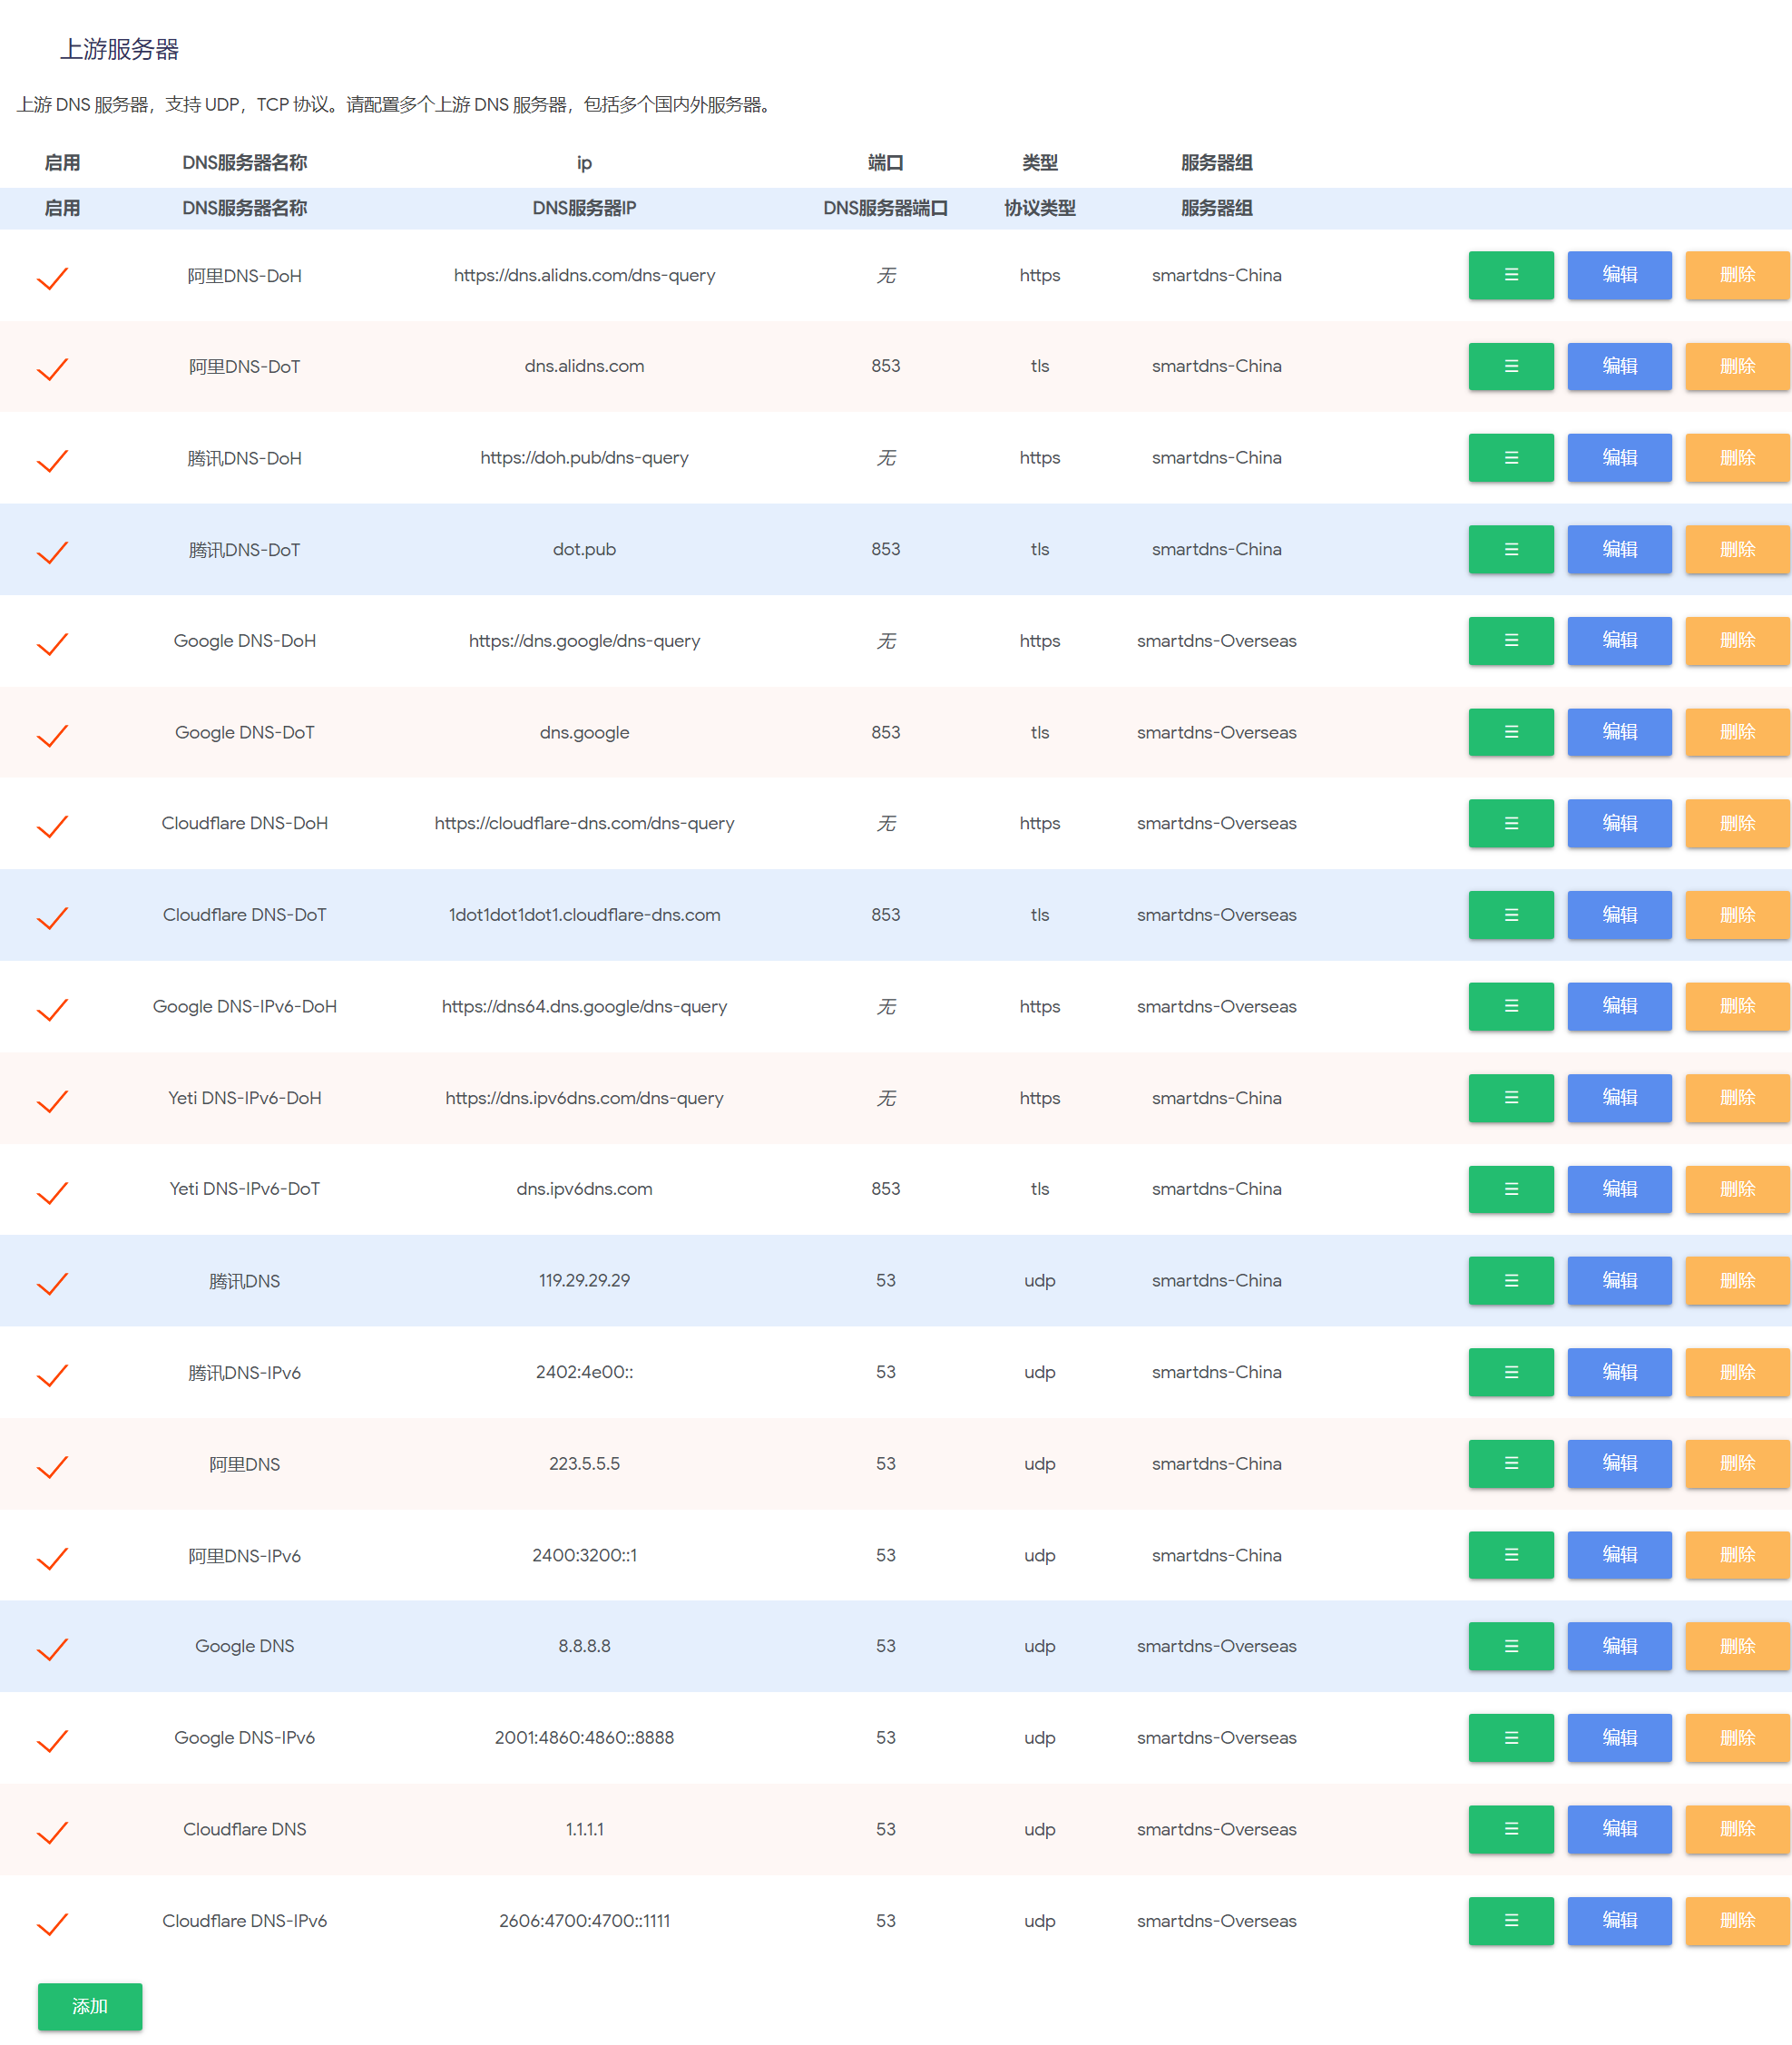 上游服务器
上游 DNS 服务器，支持 UDP，TCP 协议。请配置多个上游 DNS 服务器，包括多个国内外服务器。
启用 DNS服务器名称 ip 端口 类型 服务器组
启用 DNS服务器名称 DNS服务器IP DNS服务器端口 协议类型 服务器组
阿里DNS-DoH https://dns.alidns.com/dns-query 无 https smartdns-China ☰ 编辑 删除
阿里DNS-DoT dns.alidns.com 853 tls smartdns-China ☰ 编辑 删除
腾讯DNS-DoH https://doh.pub/dns-query 无 https smartdns-China ☰ 编辑 删除
腾讯DNS-DoT dot.pub 853 tls smartdns-China ☰ 编辑 删除
Google DNS-DoH https://dns.google/dns-query 无 https smartdns-Overseas ☰ 编辑 删除
Google DNS-DoT dns.google 853 tls smartdns-Overseas ☰ 编辑 删除
Cloudflare DNS-DoH https://cloudflare-dns.com/dns-query 无 https smartdns-Overseas ☰ 编辑 删除
Cloudflare DNS-DoT 1dot1dot1dot1.cloudflare-dns.com 853 tls smartdns-Overseas ☰ 编辑 删除
Google DNS-IPv6-DoH https://dns64.dns.google/dns-query 无 https smartdns-Overseas ☰ 编辑 删除
Yeti DNS-IPv6-DoH https://dns.ipv6dns.com/dns-query 无 https smartdns-China ☰ 编辑 删除
Yeti DNS-IPv6-DoT dns.ipv6dns.com 853 tls smartdns-China ☰ 编辑 删除
腾讯DNS 119.29.29.29 53 udp smartdns-China ☰ 编辑 删除
腾讯DNS-IPv6 2402:4e00:: 53 udp smartdns-China ☰ 编辑 删除
阿里DNS 223.5.5.5 53 udp smartdns-China ☰ 编辑 删除
阿里DNS-IPv6 2400:3200::1 53 udp smartdns-China ☰ 编辑 删除
Google DNS 8.8.8.8 53 udp smartdns-Overseas ☰ 编辑 删除
Google DNS-IPv6 2001:4860:4860::8888 53 udp smartdns-Overseas ☰ 编辑 删除
Cloudflare DNS 1.1.1.1 53 udp smartdns-Overseas ☰ 编辑 删除
Cloudflare DNS-IPv6 2606:4700:4700::1111 53 udp smartdns-Overseas ☰ 编辑 删除
添加